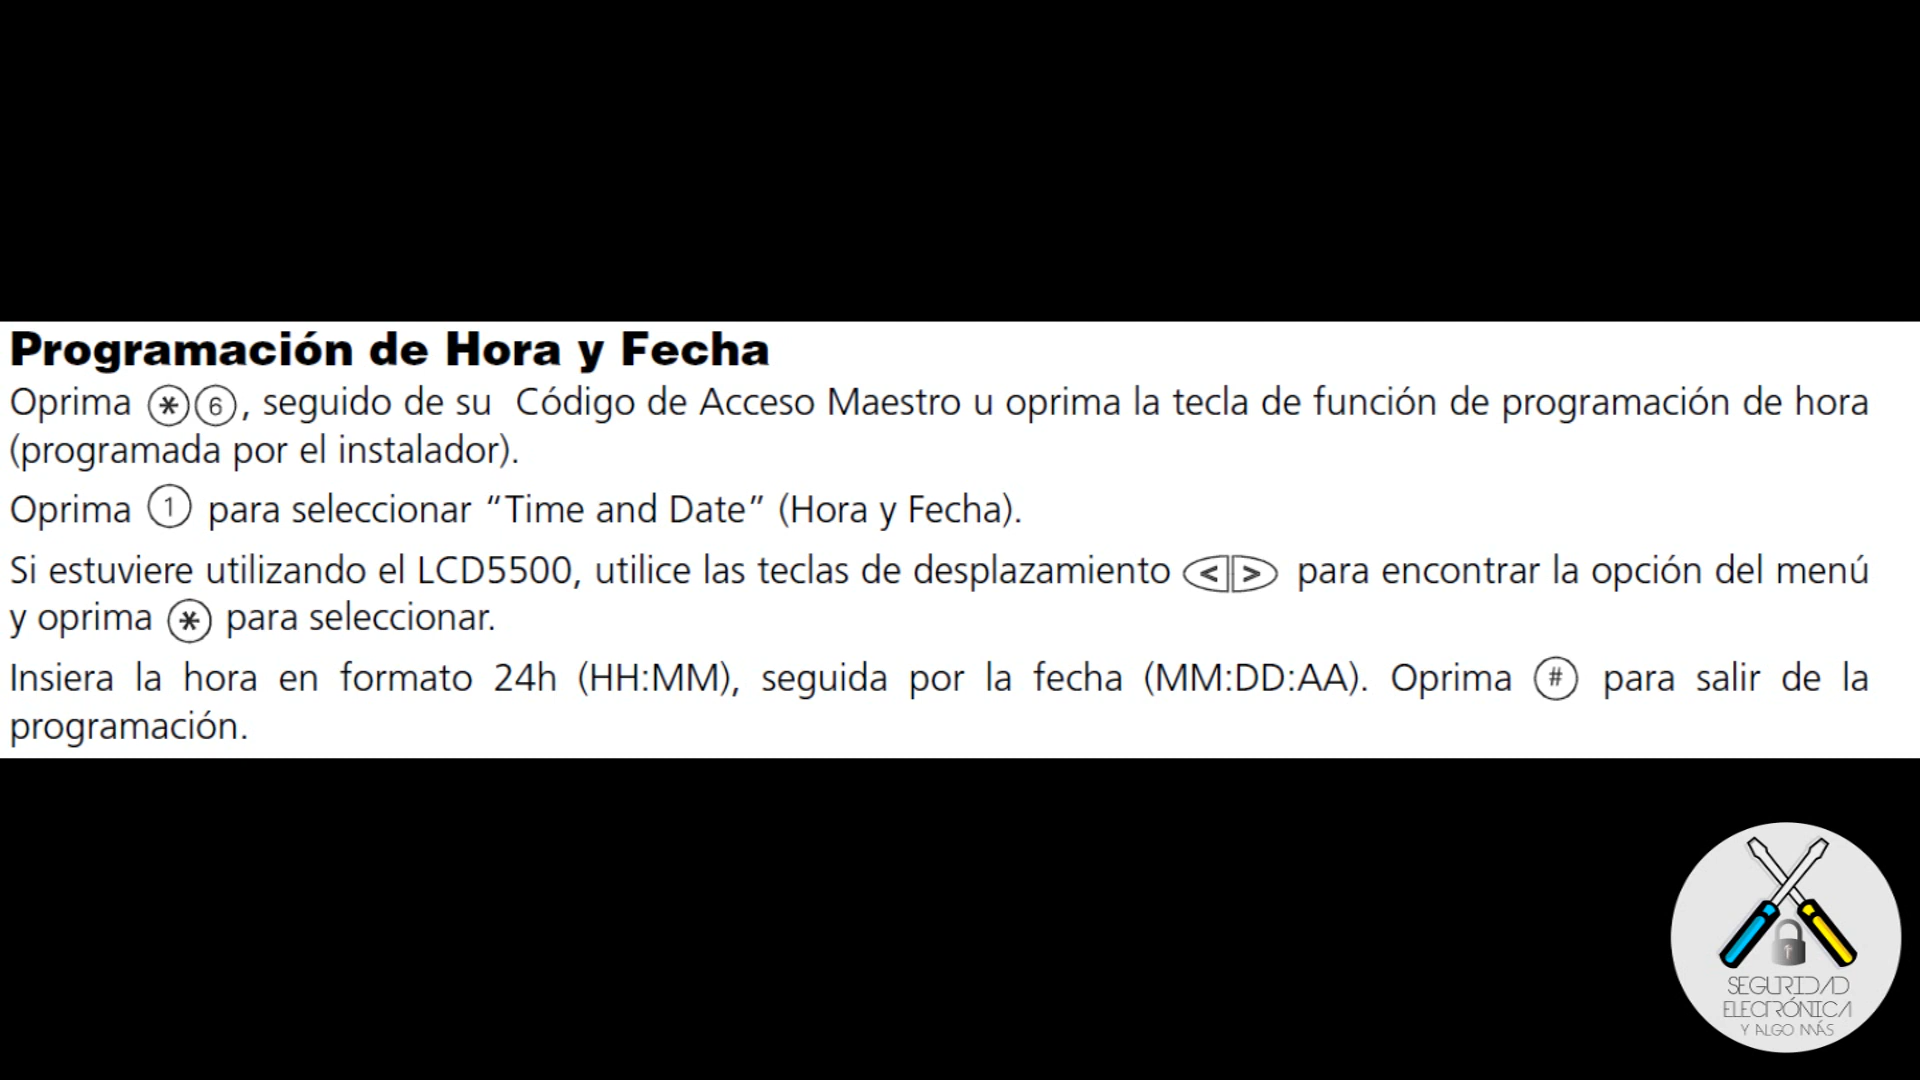 Programación de Hora y Fecha
Oprima * 6, seguido de su Código de Acceso Maestro u oprima la tecla de función de programación de hora
(programada por el instalador).
Oprima 1 para seleccionar “Time and Date” (Hora y Fecha).
Si estuviere utilizando el LCD5500, utilice las teclas de desplazamiento < > para encontrar la opción del menú
y oprima * para seleccionar.
Insiera la hora en formato 24h (HH:MM), seguida por la fecha (MM:DD:AA). Oprima # para salir de la
programación.
SEGURIDAD
ELECTRÓNICA
Y ALGO MÁS